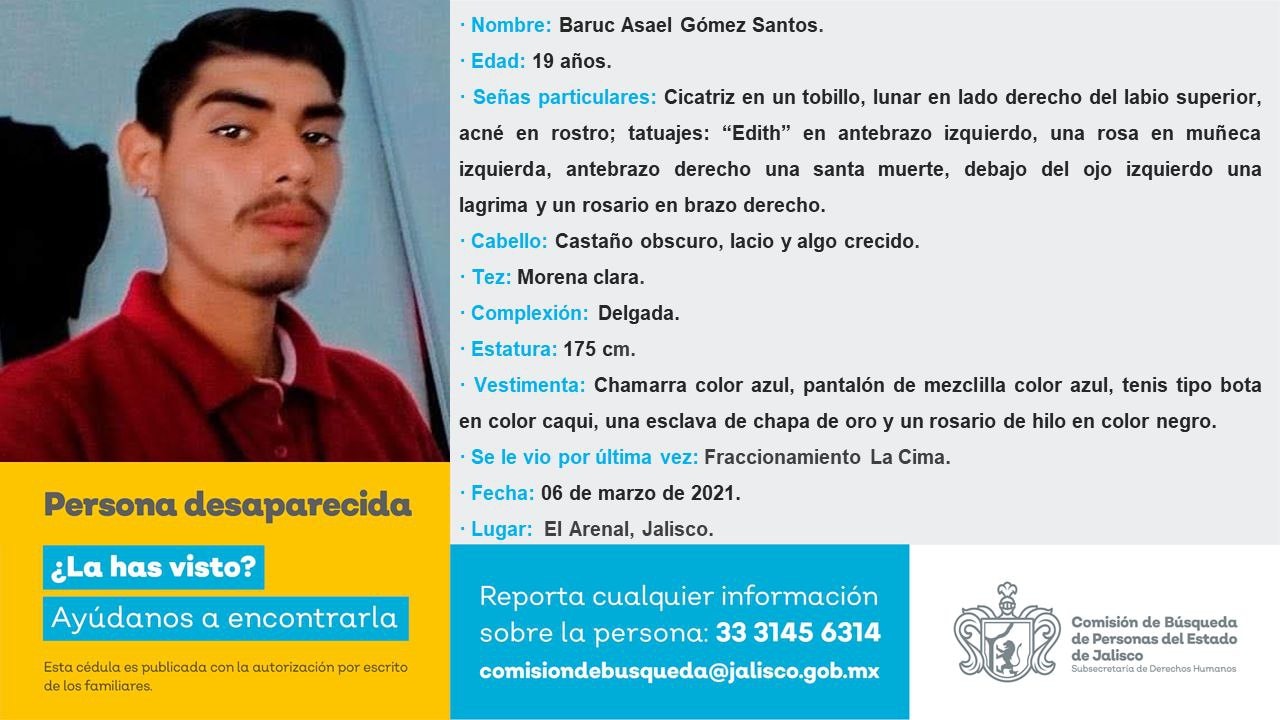 · Nombre: Baruc Asael Gómez Santos.
· Edad: 19 años.
· Señas particulares: Cicatriz en un tobillo, lunar en lado derecho del labio superior,
acné en rostro; tatuajes: “Edith” en antebrazo izquierdo, una rosa en muñeca
izquierda, antebrazo derecho una santa muerte, debajo del ojo izquierdo una
lagrima y un rosario en brazo derecho.
· Cabello: Castaño obscuro, lacio y algo crecido.
· Tez: Morena clara.
· Complexión: Delgada.
· Estatura: 175 cm.
· Vestimenta: Chamarra color azul, pantalón de mezclilla color azul, tenis tipo bota
en color caqui, una esclava de chapa de oro y un rosario de hilo en color negro.
· Se le vio por última vez: Fraccionamiento La Cima.
· Fecha: 06 de marzo de 2021.
· Lugar: El Arenal, Jalisco.
Persona desaparecida
¿La has visto?
Ayúdanos a encontrarla
Esta cédula es publicada con la autorización por escrito
de los familiares.
Reporta cualquier información
sobre la persona: 33 3145 6314
comisiondebusqueda@jalisco.gob.mx
Comisión de Búsqueda
de Personas del Estado
de Jalisco
Subsecretaría de Derechos Humanos